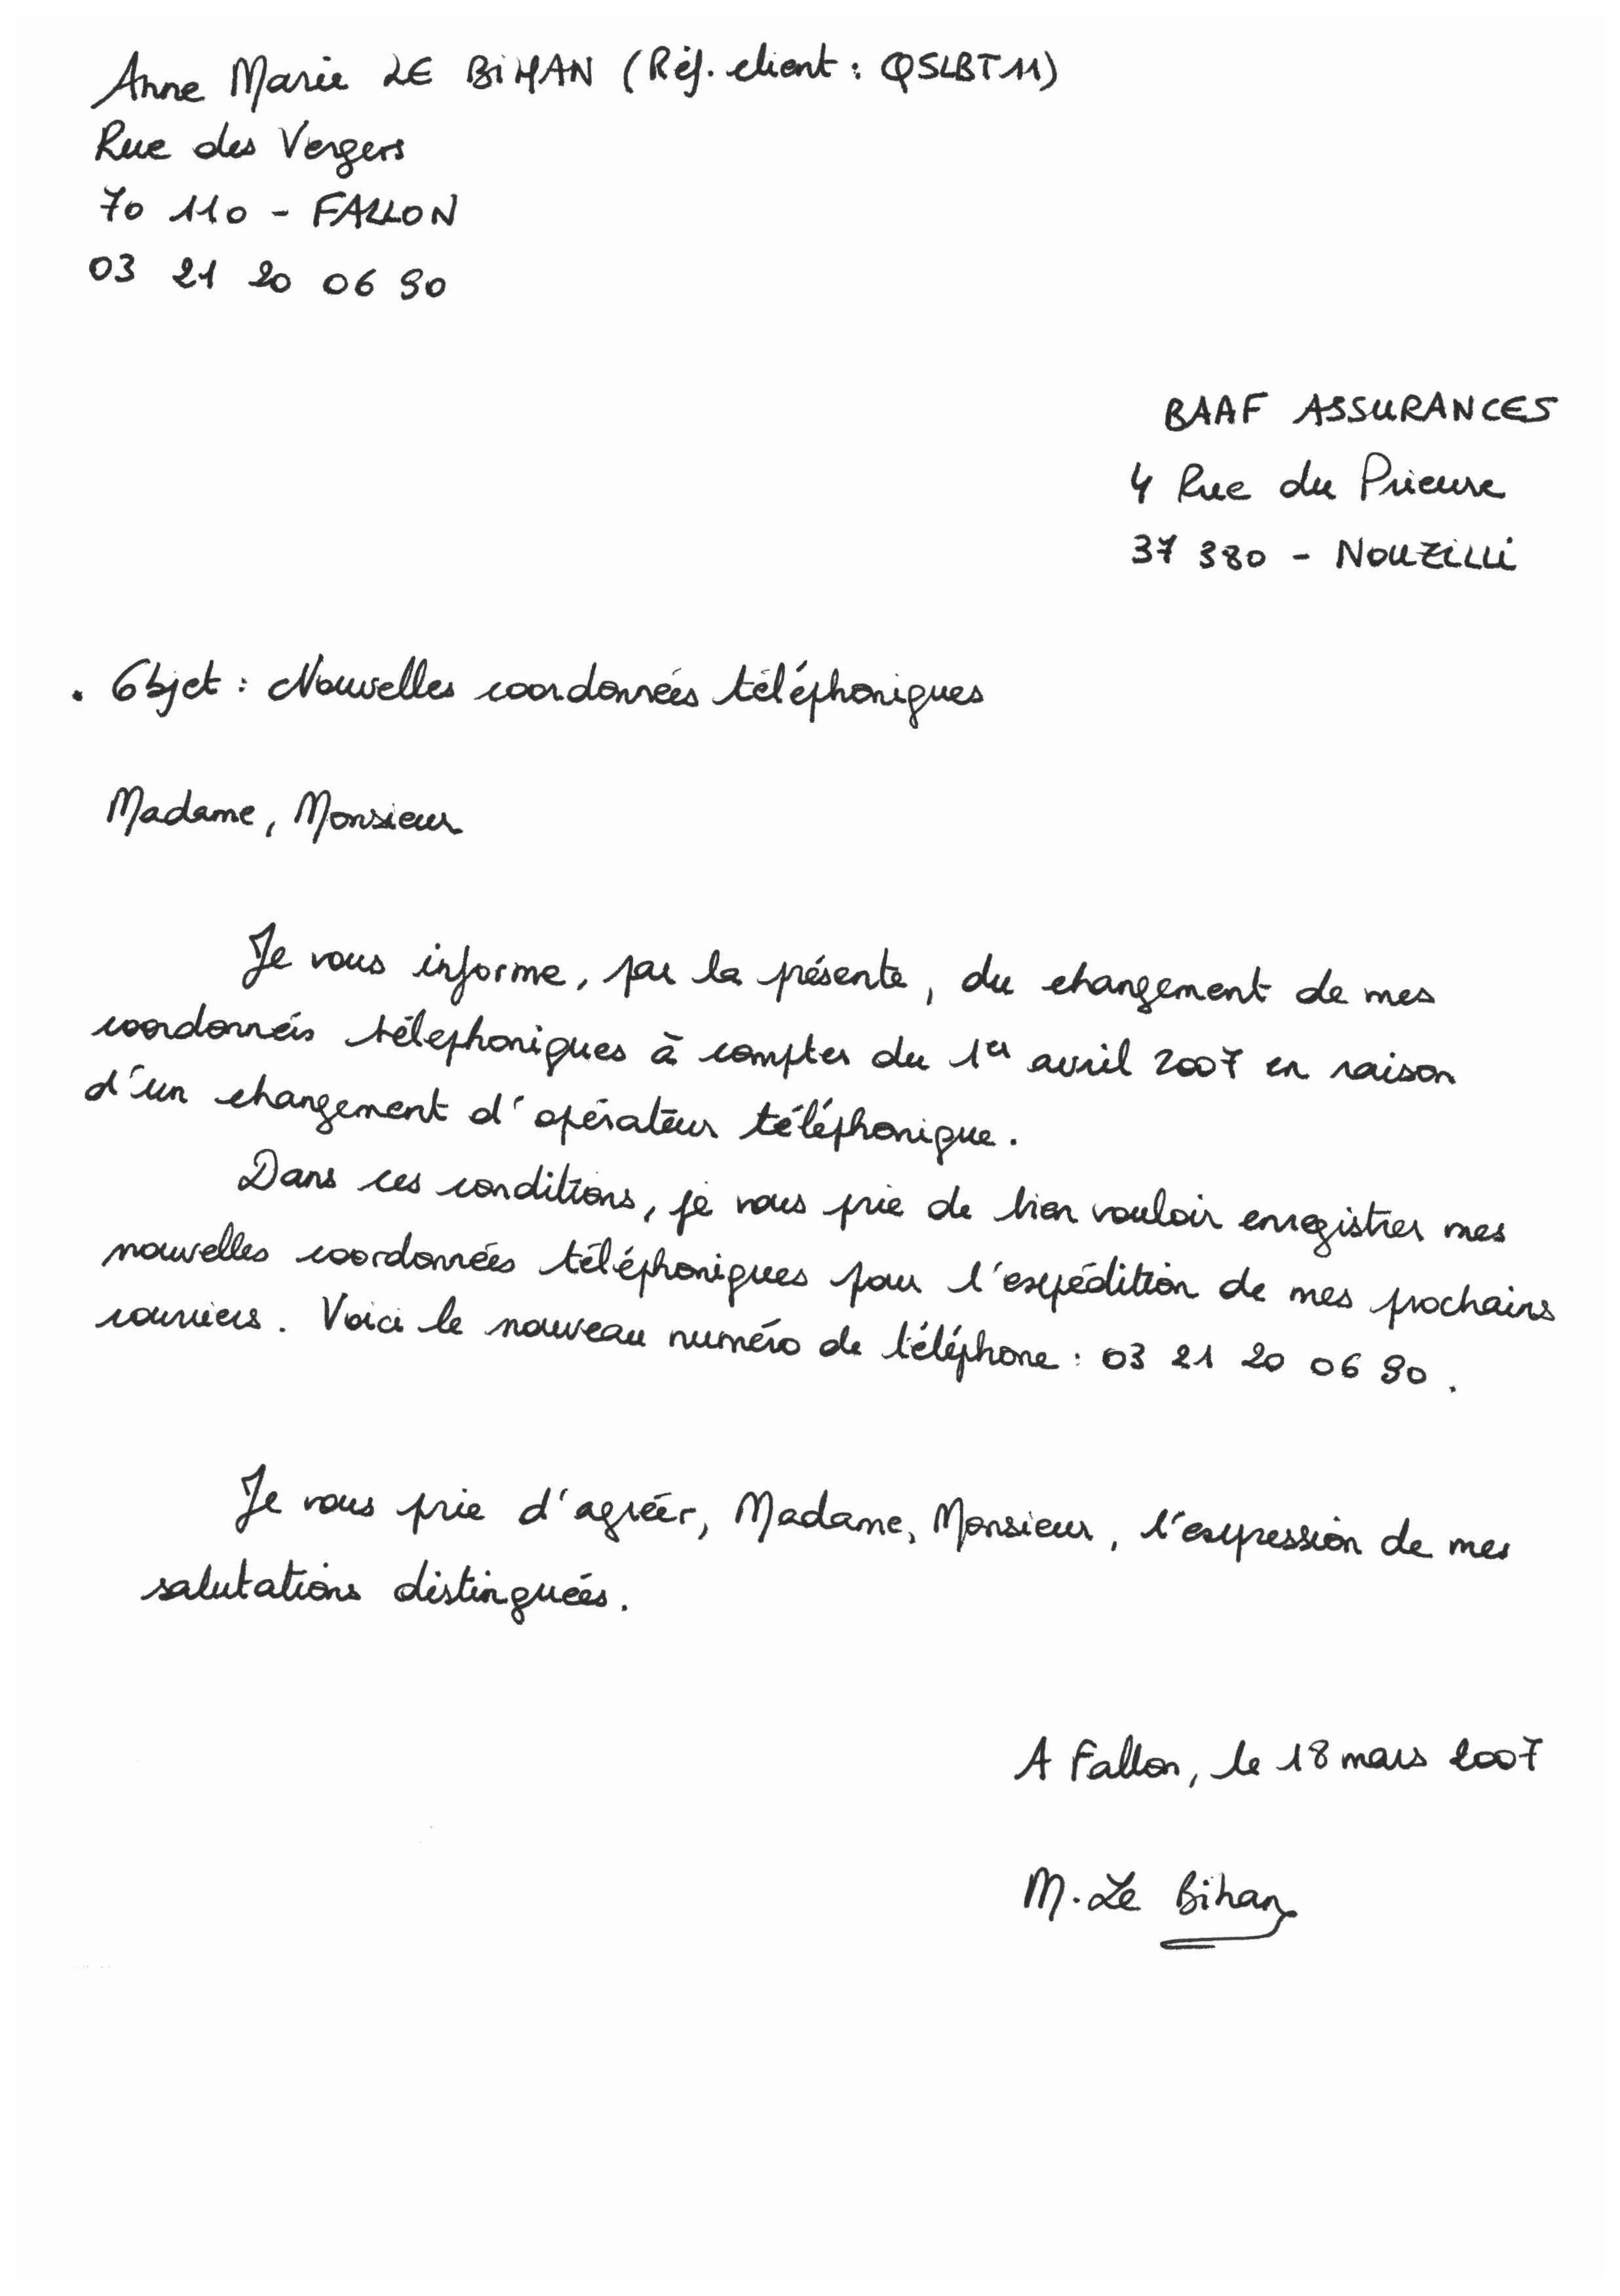 Anne Marie LE BIHAN (Réf. client : QSLBT11)
Rue des Vergers
70 110 - FALLON
03 21 20 06 90
BAAF ASSURANCES
4 Rue du Prieure
37 380 - NOUZILLI
. Objet : Nouvelles coordonnées téléphoniques
Madame, Monsieur
Je vous informe, par la présente, du changement de mes
coordonnées téléphoniques à compter du 1er avril 2007 en raison
d'un changement d'opérateur téléphonique.
Dans ces conditions, je vous prie de bien vouloir enregistrer mes
nouvelles coordonnées téléphoniques pour l'expédition de mes prochains
courriers. Voici le nouveau numéro de téléphone : 03 21 20 06 90.
Je vous prie d'agréer, Madame, Monsieur, l'expression de mes
salutations distinguées.
A Fallon, le 18 mars 2007
M. Le Bihan